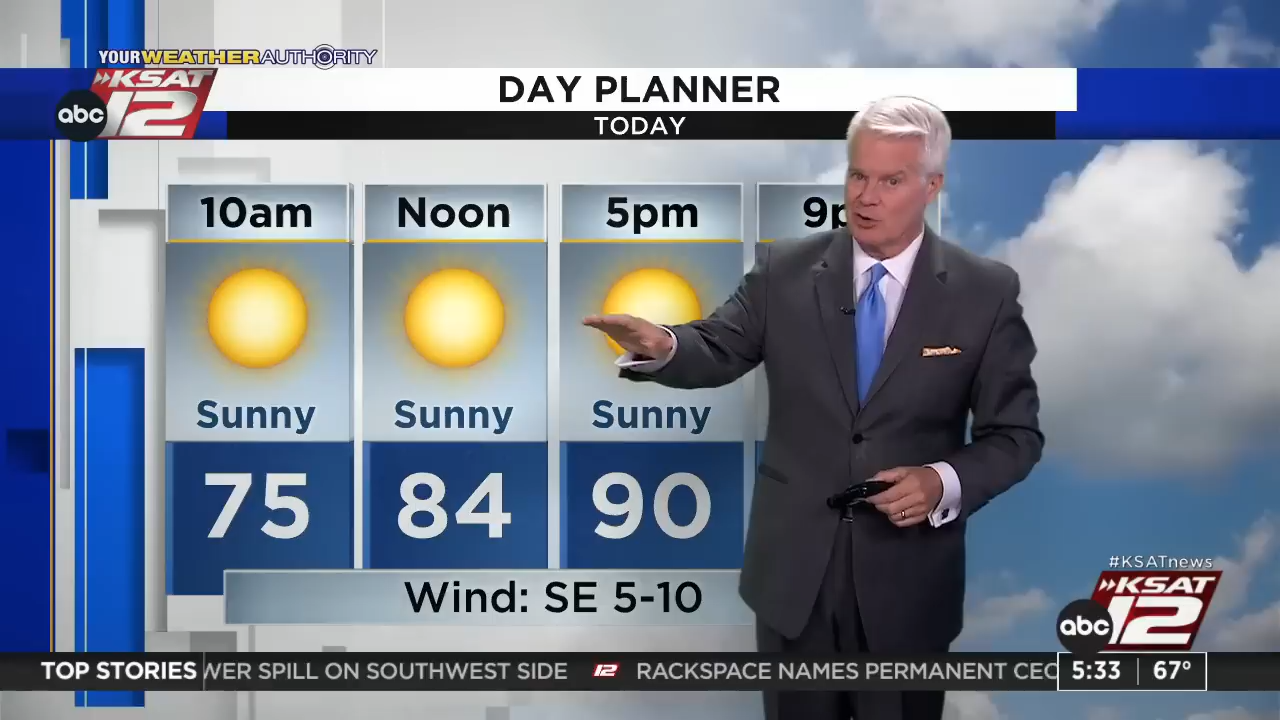 YOUR WEATHER AUTHORITY
KSAT
abc 12
DAY PLANNER
TODAY
10am Noon 5pm
Sunny Sunny Sunny
75 84 90
Wind: SE 5-10
#KSATnews
KSAT
abc 12
TOP STORIES WER SPILL ON SOUTHWEST SIDE 12 RACKSPACE NAMES PERMANENT CEO 5:33 67°